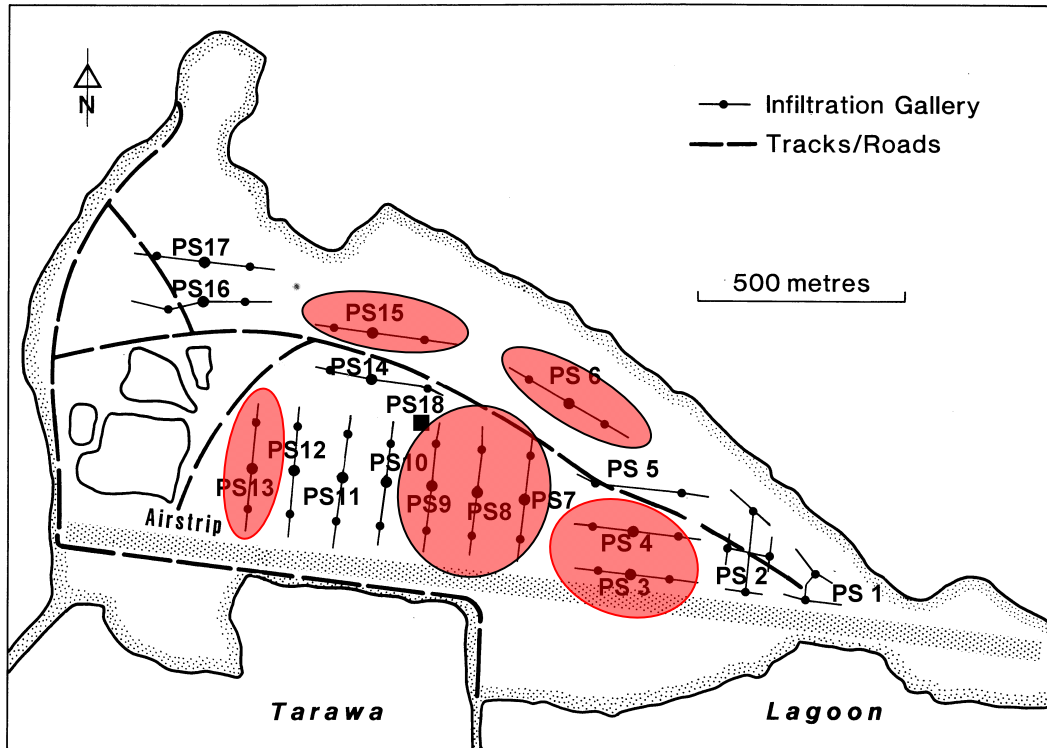 N
Infiltration Gallery
Tracks/Roads
500 metres
PS17
PS16
PS15
PS14
PS 6
PS18
PS12
PS10
PS 5
PS13
PS11
PS9
PS8
PS7
PS 4
Airstrip
PS 3
PS 2
PS 1
Tarawa
Lagoon